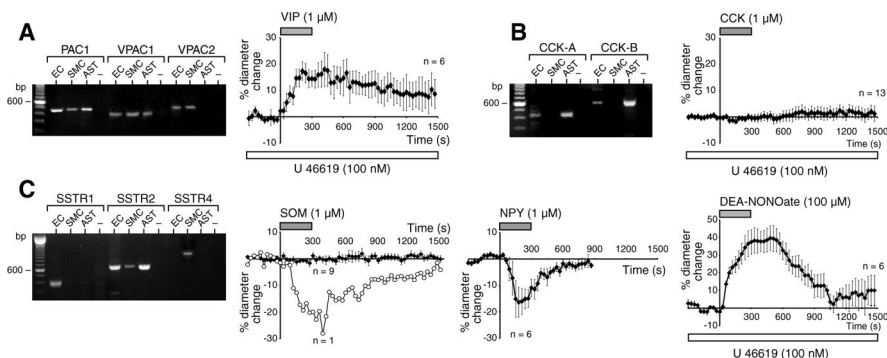 A
PAC1 VPAC1 VPAC2
EC SMC AST – EC SMC AST – EC SMC AST –
bp
600
VIP (1 µM)
30
20
10
-10
% diameter change
n = 6
300 600 900 1200 1500
Time (s)
U 46619 (100 nM)
B
CCK-A CCK-B
EC SMC AST – EC SMC AST –
bp
600
CCK (1 µM)
30
20
10
-10
% diameter change
n = 13
300 600 900 1200 1500
Time (s)
U 46619 (100 nM)
C
SSTR1 SSTR2 SSTR4
EC SMC AST – EC SMC AST – EC SMC AST –
bp
600
SOM (1 µM)
Time (s)
10
300 600 900 1200 1500
-10
-20
-30
% diameter change
n = 9
n = 1
NPY (1 µM)
10
300 600 900 1200 1500
Time (s)
-10
-20
-30
% diameter change
n = 6
DEA-NONOate (100 µM)
50
40
30
20
10
-10
% diameter change
n = 6
300 600 900 1200 1500
Time (s)
U 46619 (100 nM)